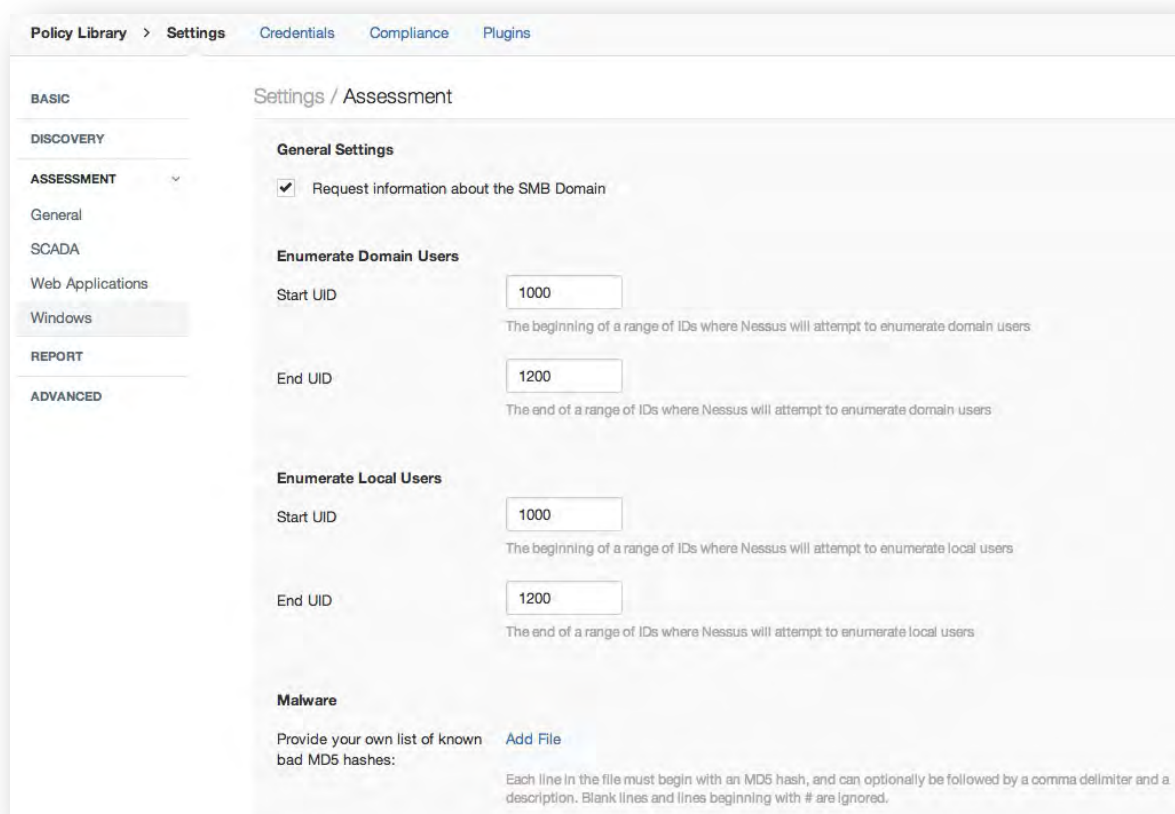 Policy Library > Settings Credentials Compliance Plugins
BASIC
DISCOVERY
ASSESSMENT
General
SCADA
Web Applications
Windows
REPORT
ADVANCED
Settings / Assessment
General Settings
Request information about the SMB Domain
Enumerate Domain Users
Start UID 1000
The beginning of a range of IDs where Nessus will attempt to enumerate domain users
End UID 1200
The end of a range of IDs where Nessus will attempt to enumerate domain users
Enumerate Local Users
Start UID 1000
The beginning of a range of IDs where Nessus will attempt to enumerate local users
End UID 1200
The end of a range of IDs where Nessus will attempt to enumerate local users
Malware
Provide your own list of known Add File
bad MD5 hashes:
Each line in the file must begin with an MD5 hash, and can optionally be followed by a comma delimiter and a
description. Blank lines and lines beginning with # are ignored.